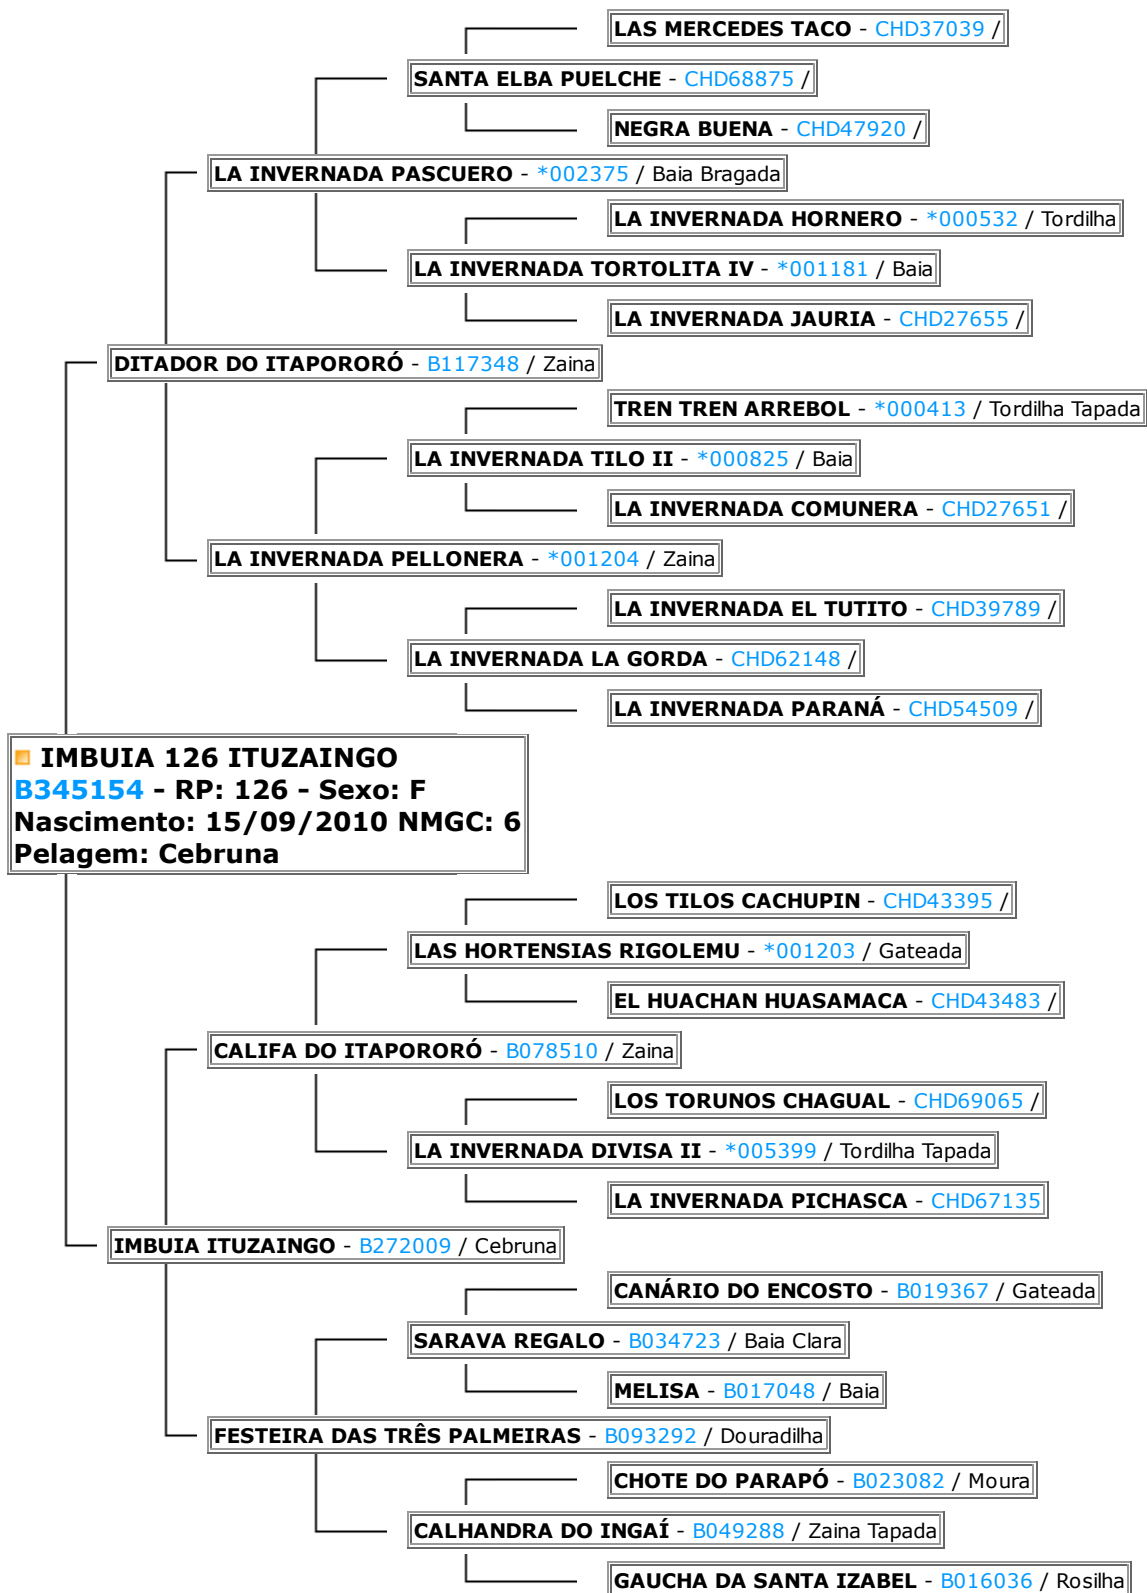 LAS MERCEDES TACO - CHD37039 /
SANTA ELBA PUELCHE - CHD68875 /
NEGRA BUENA - CHD47920 /
LA INVERNADA PASCUERO - *002375 / Baia Bragada
LA INVERNADA HORNERO - *000532 / Tordilha
LA INVERNADA TORTOLITA IV - *001181 / Baia
LA INVERNADA JAURIA - CHD27655 /
DITADOR DO ITAPORORÓ - B117348 / Zaina
TREN TREN ARREBOL - *000413 / Tordilha Tapada
LA INVERNADA TILO II - *000825 / Baia
LA INVERNADA COMUNERA - CHD27651 /
LA INVERNADA PELLONERA - *001204 / Zaina
LA INVERNADA EL TUTITO - CHD39789 /
LA INVERNADA LA GORDA - CHD62148 /
LA INVERNADA PARANÁ - CHD54509 /
IMBUIA 126 ITUZAINGO
B345154 - RP: 126 - Sexo: F
Nascimento: 15/09/2010 NMGC: 6
Pelagem: Cebruna
LOS TILOS CACHUPIN - CHD43395 /
LAS HORTENSIAS RIGOLEMU - *001203 / Gateada
EL HUACHAN HUASAMACA - CHD43483 /
CALIFA DO ITAPORORÓ - B078510 / Zaina
LOS TORUNOS CHAGUAL - CHD69065 /
LA INVERNADA DIVISA II - *005399 / Tordilha Tapada
LA INVERNADA PICHASCA - CHD67135
IMBUIA ITUZAINGO - B272009 / Cebruna
CANÁRIO DO ENCOSTO - B019367 / Gateada
SARAVA REGALO - B034723 / Baia Clara
MELISA - B017048 / Baia
FESTEIRA DAS TRÊS PALMEIRAS - B093292 / Douradilha
CHOTE DO PARAPÓ - B023082 / Moura
CALHANDRA DO INGAÍ - B049288 / Zaina Tapada
GAUCHA DA SANTA IZABEL - B016036 / Rosilha